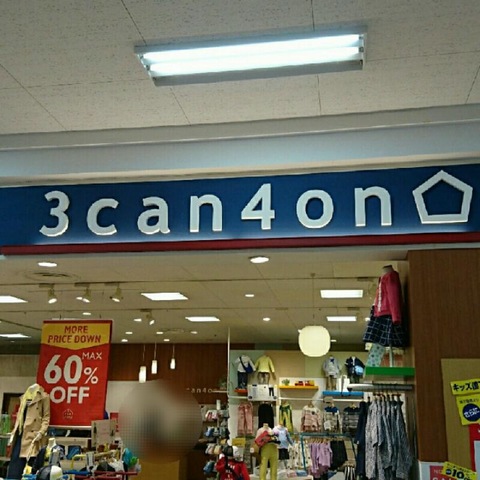 3can4on
MORE
PRICE DOWN
MAX
60%
OFF
キッズ